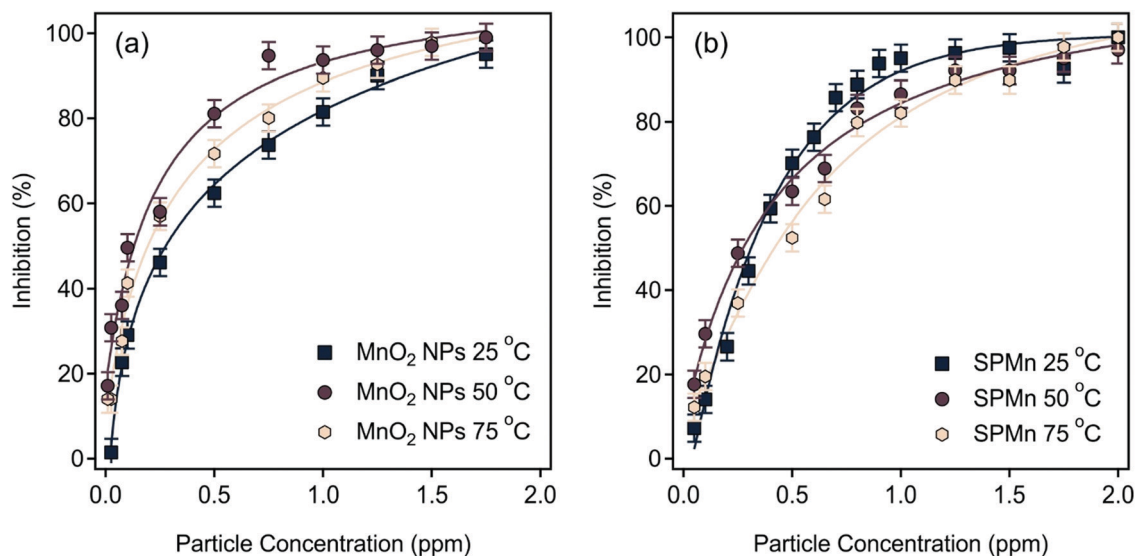 (a)
100
80
60
40
20
0
Inhibition (%)
MnO₂ NPs 25 °C
MnO₂ NPs 50 °C
MnO₂ NPs 75 °C
0.0 0.5 1.0 1.5 2.0
Particle Concentration (ppm)
(b)
100
80
60
40
20
0
Inhibition (%)
SPMn 25 °C
SPMn 50 °C
SPMn 75 °C
0.0 0.5 1.0 1.5 2.0
Particle Concentration (ppm)